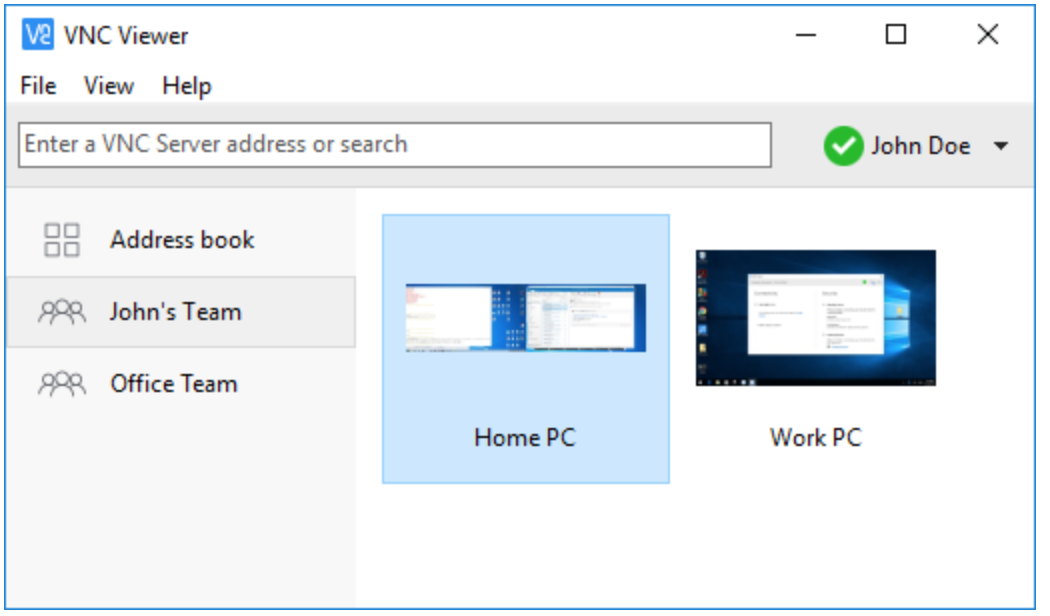 VNC Viewer
File View Help
Enter a VNC Server address or search
John Doe
Address book
John's Team
Office Team
Home PC
Work PC